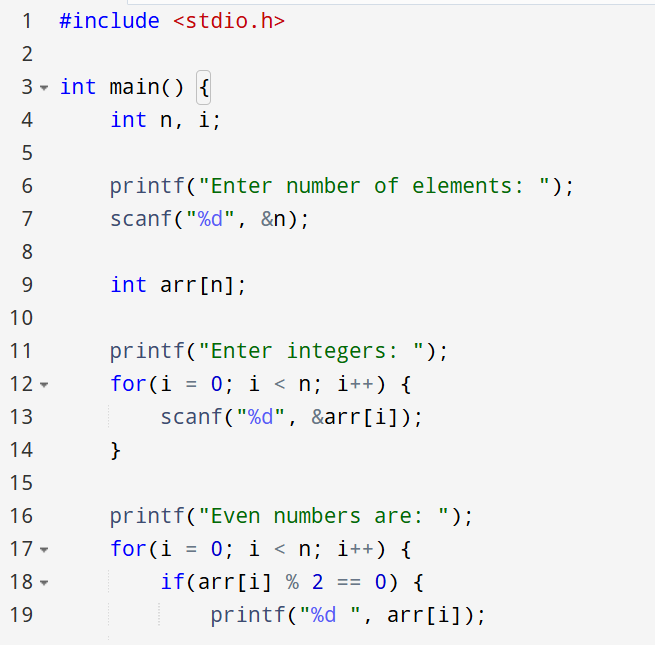 1 #include <stdio.h>
2
3 int main() {
4     int n, i;
5
6     printf("Enter number of elements: ");
7     scanf("%d", &n);
8
9     int arr[n];
10
11     printf("Enter integers: ");
12     for(i = 0; i < n; i++) {
13         scanf("%d", &arr[i]);
14     }
15
16     printf("Even numbers are: ");
17     for(i = 0; i < n; i++) {
18         if(arr[i] % 2 == 0) {
19             printf("%d ", arr[i]);